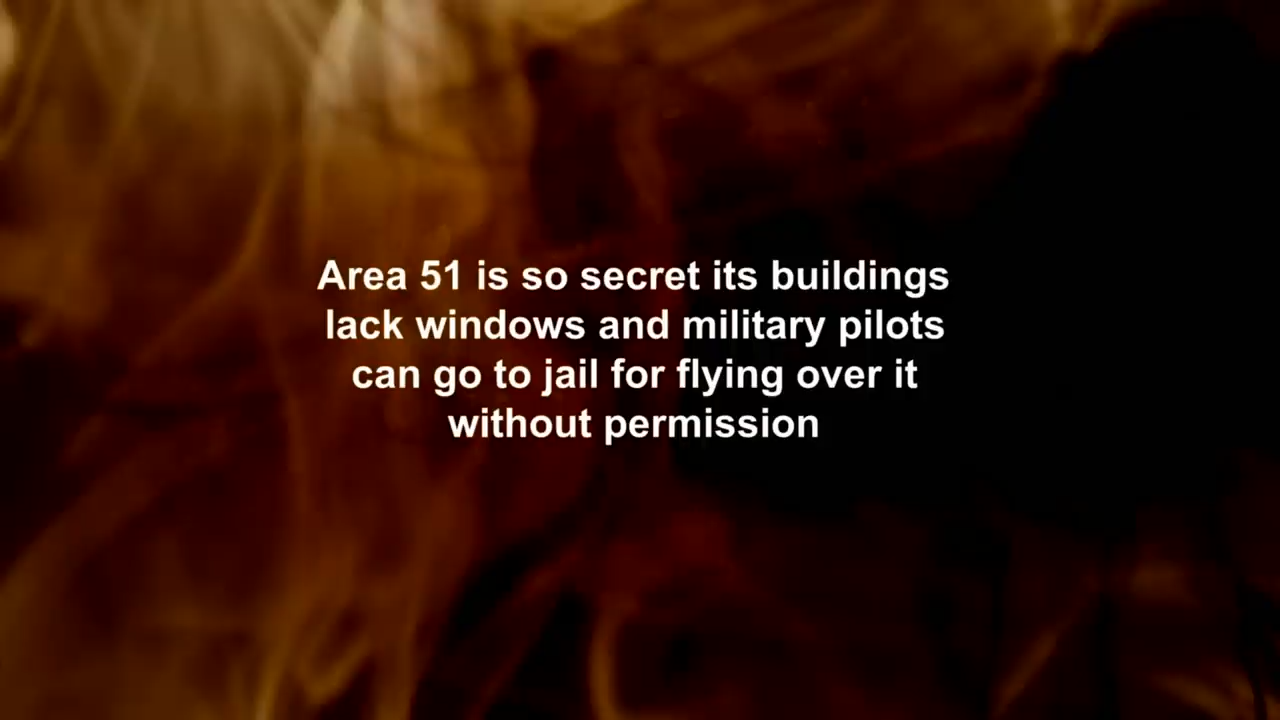 Area 51 is so secret its buildings
lack windows and military pilots
can go to jail for flying over it
without permission